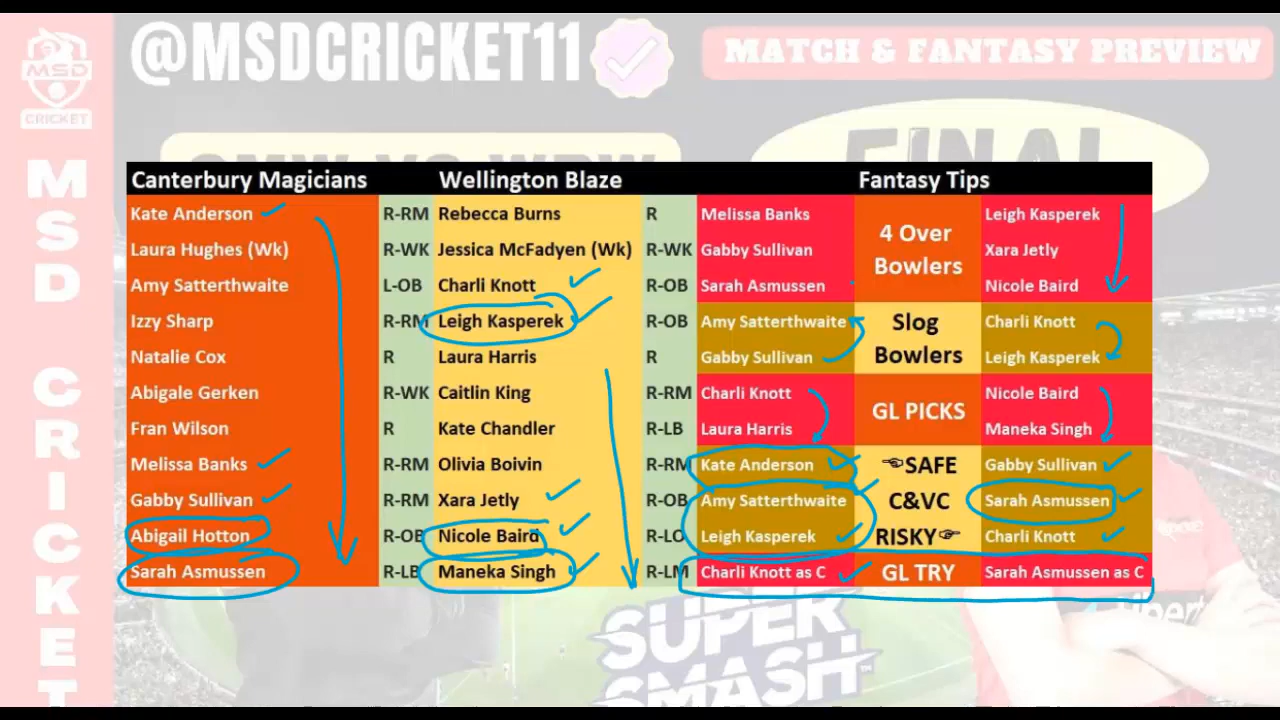 @MSDCRICKET11
MATCH & FANTASY PREVIEW
MSD
CRICKET
MSD CRICKET
FINAL
Canterbury Magicians Wellington Blaze Fantasy Tips
Kate Anderson R-RM Rebecca Burns R Melissa Banks Leigh Kasperek
Laura Hughes (Wk) R-WK Jessica McFadyen (Wk) R-WK Gabby Sullivan 4 Over Bowlers Xara Jetly
Amy Satterthwaite L-OB Charli Knott R-OB Sarah Asmussen Nicole Baird
Izzy Sharp R-RM Leigh Kasperek R-OB Amy Satterthwaite Slog Bowlers Charli Knott
Natalie Cox R Laura Harris R Gabby Sullivan Leigh Kasperek
Abigale Gerken R-WK Caitlin King R-RM Charli Knott GL PICKS Nicole Baird
Fran Wilson R Kate Chandler R-LB Laura Harris Maneka Singh
Melissa Banks R-RM Olivia Boivin R-RM Kate Anderson ☜SAFE Gabby Sullivan
Gabby Sullivan R-RM Xara Jetly R-OB Amy Satterthwaite C&VC Sarah Asmussen
Abigail Hotton R-OB Nicole Baird R-LO Leigh Kasperek RISKY☞ Charli Knott
Sarah Asmussen R-LB Maneka Singh R-LM Charli Knott as C GL TRY Sarah Asmussen as C
SUPER
SMASH